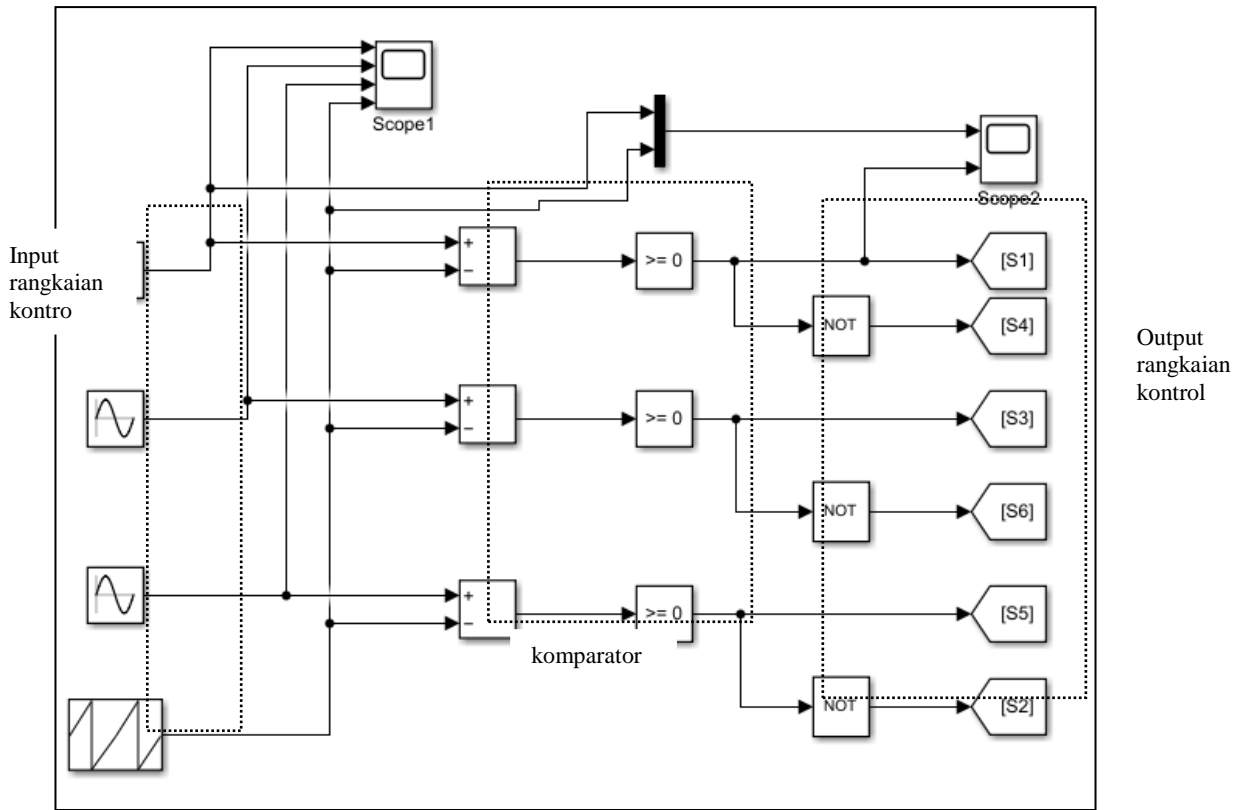 Scope1
Scope2
Input
rangkaian
kontro
+
−
>= 0
[S1]
NOT
[S4]
Output
rangkaian
kontrol
+
−
>= 0
[S3]
NOT
[S6]
+
−
>= 0
[S5]
komparator
NOT
[S2]